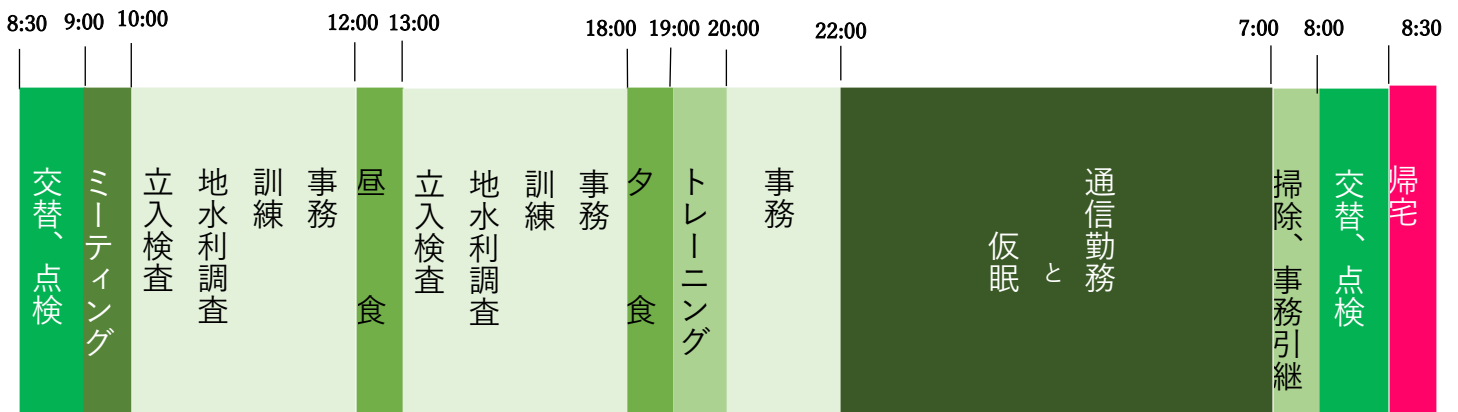 8:30
9:00
10:00
12:00
13:00
18:00
19:00
20:00
22:00
7:00
8:00
8:30
交替、点検
ミーティング
立入検査
地水利調査
訓練
事務
昼食
立入検査
地水利調査
訓練
事務
夕食
トレーニング
事務
通信勤務
と
仮眠
掃除、事務引継
交替、点検
帰宅